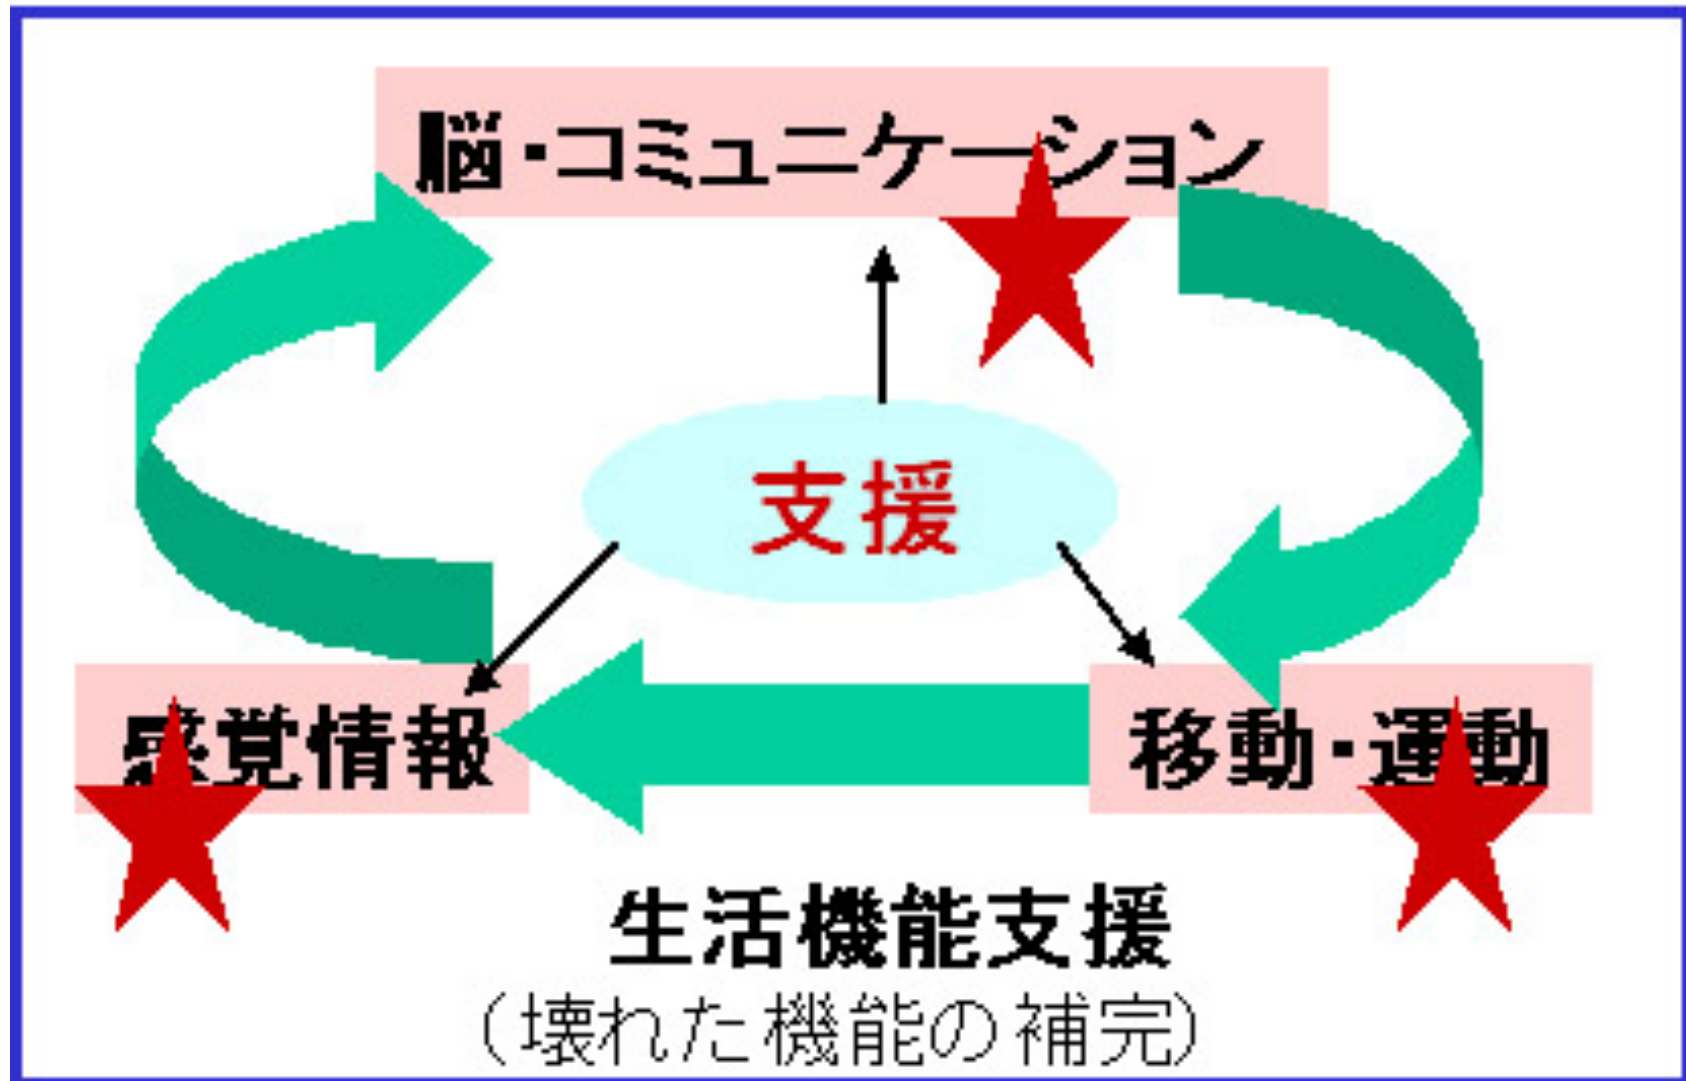 脳・コミュニケーション
支援
感覚情報
移動・運動
生活機能支援
(壊れた機能の補完)